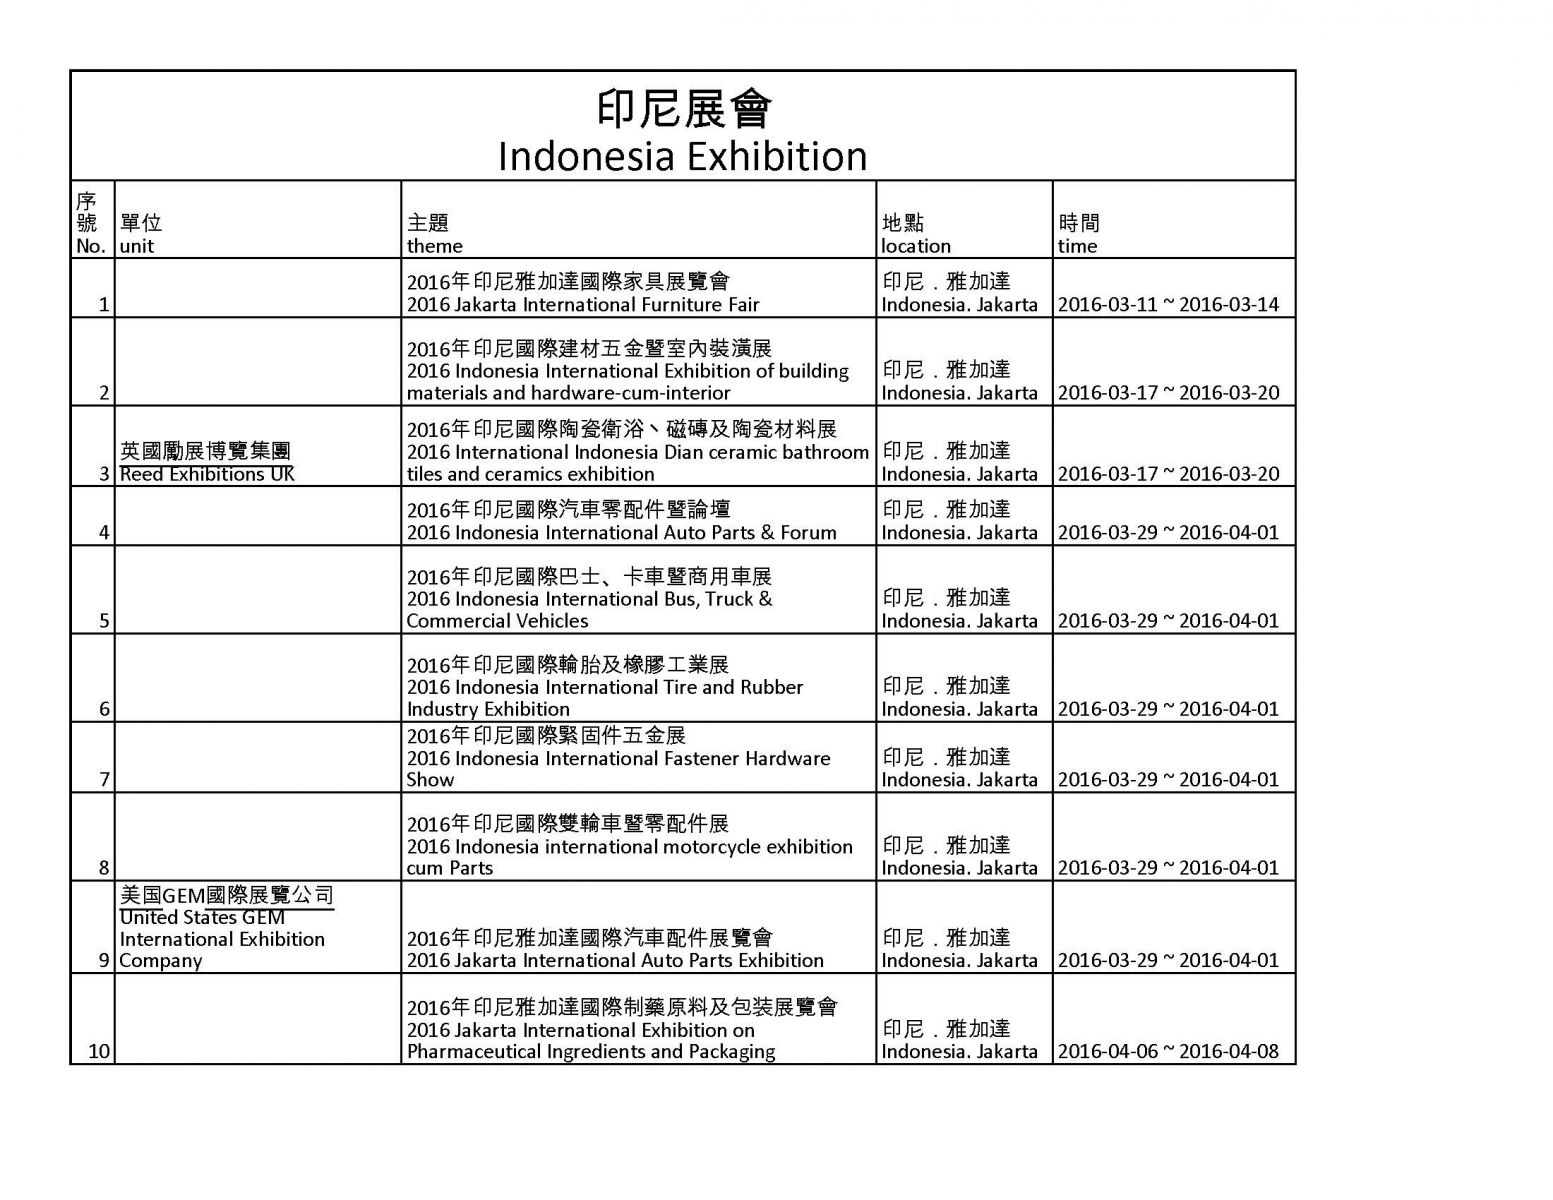 印尼展會
Indonesia Exhibition
序
號 單位 主題 地點 時間
No. unit theme location time
2016年印尼雅加達國際家具展覽會 印尼．雅加達
1 2016 Jakarta International Furniture Fair Indonesia. Jakarta 2016-03-11 ~ 2016-03-14
2016年印尼國際建材五金暨室內裝潢展
2016 Indonesia International Exhibition of building 印尼．雅加達
2 materials and hardware-cum-interior Indonesia. Jakarta 2016-03-17 ~ 2016-03-20
2016年印尼國際陶瓷衛浴丶磁磚及陶瓷材料展
英國勵展博覽集團 2016 International Indonesia Dian ceramic bathroom 印尼．雅加達
3 Reed Exhibitions UK tiles and ceramics exhibition Indonesia. Jakarta 2016-03-17 ~ 2016-03-20
2016年印尼國際汽車零配件暨論壇 印尼．雅加達
4 2016 Indonesia International Auto Parts & Forum Indonesia. Jakarta 2016-03-29 ~ 2016-04-01
2016年印尼國際巴士、卡車暨商用車展
2016 Indonesia International Bus, Truck & 印尼．雅加達
5 Commercial Vehicles Indonesia. Jakarta 2016-03-29 ~ 2016-04-01
2016年印尼國際輪胎及橡膠工業展
2016 Indonesia International Tire and Rubber 印尼．雅加達
6 Industry Exhibition Indonesia. Jakarta 2016-03-29 ~ 2016-04-01
2016年印尼國際緊固件五金展
2016 Indonesia International Fastener Hardware 印尼．雅加達
7 Show Indonesia. Jakarta 2016-03-29 ~ 2016-04-01
2016年印尼國際雙輪車暨零配件展
2016 Indonesia international motorcycle exhibition 印尼．雅加達
8 cum Parts Indonesia. Jakarta 2016-03-29 ~ 2016-04-01
美国GEM國際展覽公司
United States GEM
International Exhibition 2016年印尼雅加達國際汽車配件展覽會 印尼．雅加達
9 Company 2016 Jakarta International Auto Parts Exhibition Indonesia. Jakarta 2016-03-29 ~ 2016-04-01
2016年印尼雅加達國際制藥原料及包装展覽會
2016 Jakarta International Exhibition on 印尼．雅加達
10 Pharmaceutical Ingredients and Packaging Indonesia. Jakarta 2016-04-06 ~ 2016-04-08